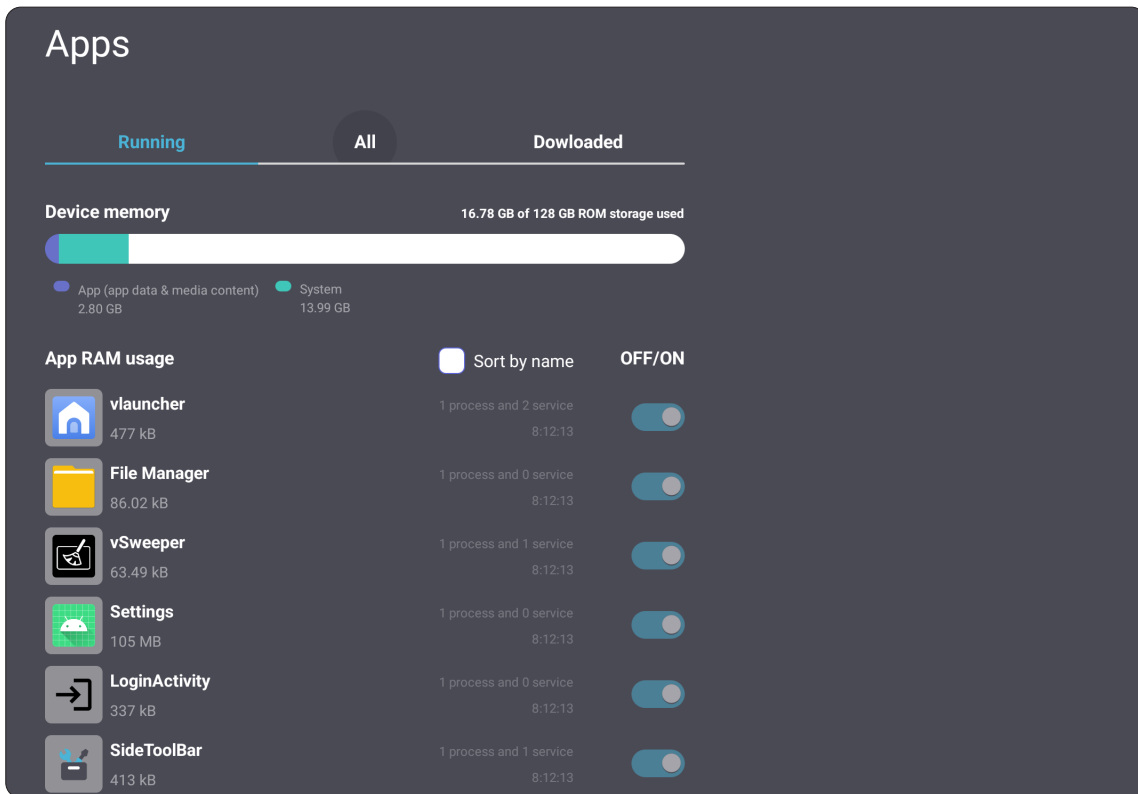 Apps
Running All Dowloaded
Device memory 16.78 GB of 128 GB ROM storage used
App (app data & media content) System
2.80 GB 13.99 GB
App RAM usage Sort by name OFF/ON
vlauncher 1 process and 2 service
477 kB 8:12:13
File Manager 1 process and 0 service
86.02 kB 8:12:13
vSweeper 1 process and 1 service
63.49 kB 8:12:13
Settings 1 process and 0 service
105 MB 8:12:13
LoginActivity 1 process and 0 service
337 kB 8:12:13
SideToolBar 1 process and 1 service
413 kB 8:12:13